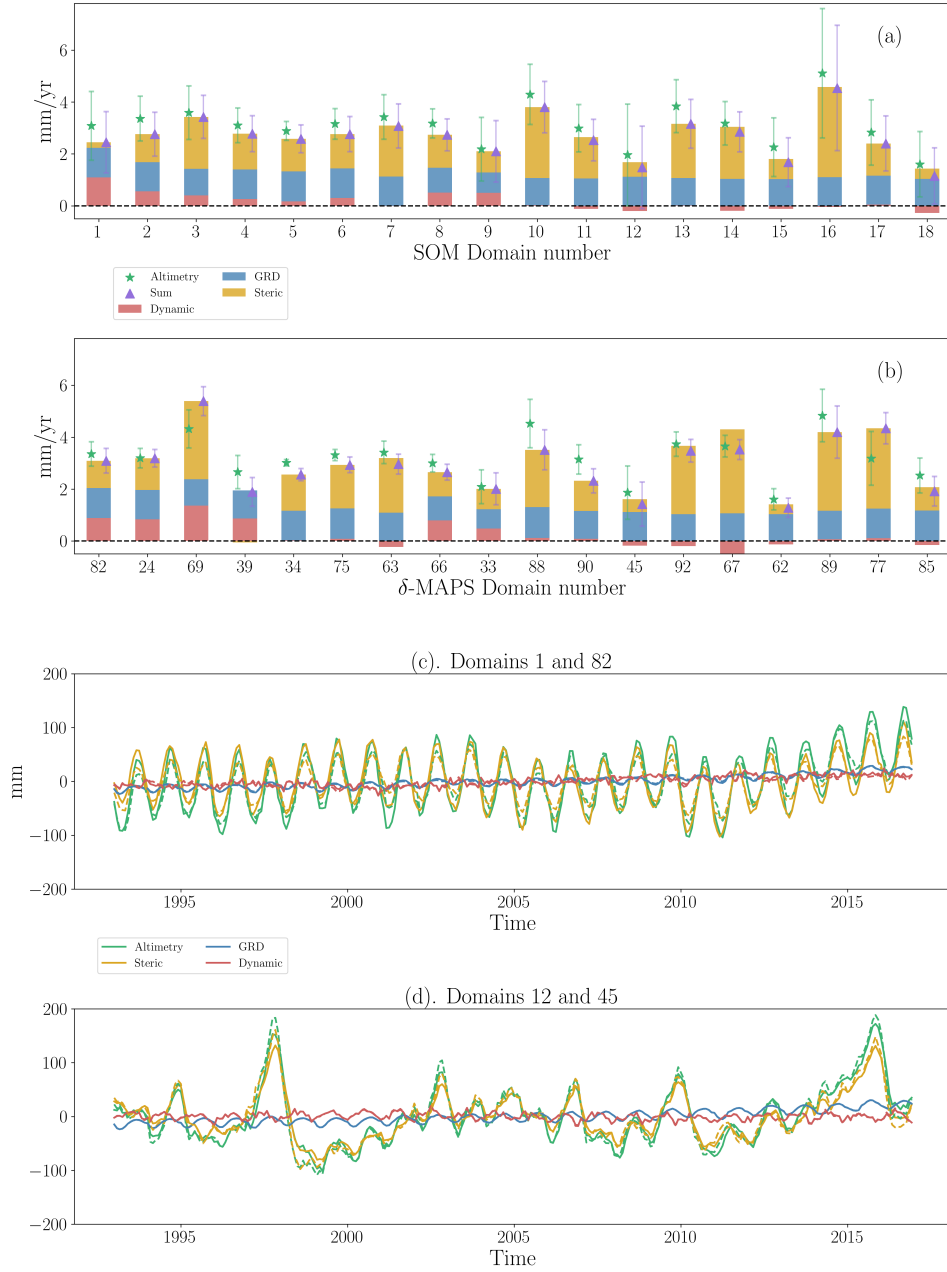 (a)
mm/yr
6
4
2
0
1 2 3 4 5 6 7 8 9 10 11 12 13 14 15 16 17 18
SOM Domain number
Altimetry GRD
Sum Steric
Dynamic
(b)
mm/yr
6
4
2
0
82 24 69 39 34 75 63 66 33 88 90 45 92 67 62 89 77 85
δ-MAPS Domain number
(c). Domains 1 and 82
mm
200
100
0
−100
−200
1995 2000 2005 2010 2015
Time
Altimetry GRD
Steric Dynamic
(d). Domains 12 and 45
200
100
0
−100
−200
1995 2000 2005 2010 2015
Time